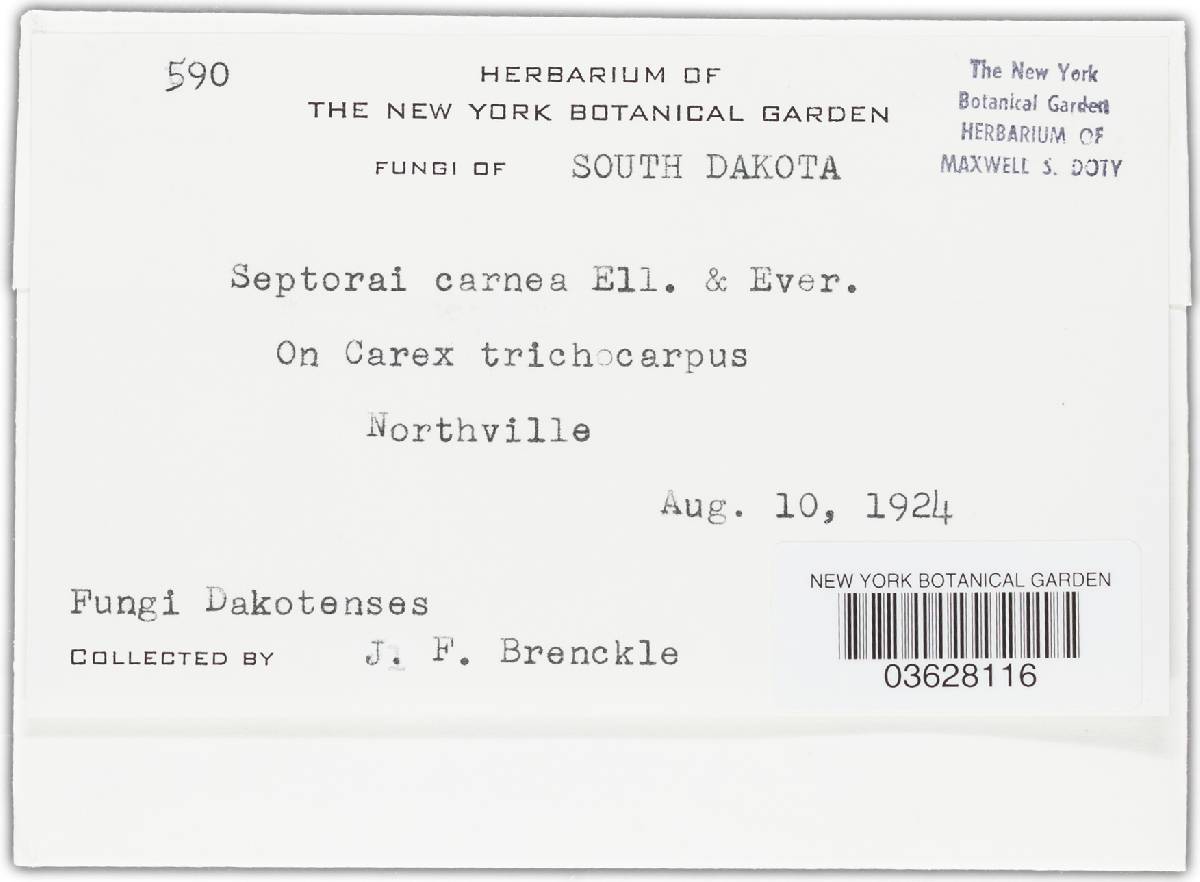 590
HERBARIUM OF
THE NEW YORK BOTANICAL GARDEN
FUNGI OF SOUTH DAKOTA
The New York
Botanical Garden
HERBARIUM OF
MAXWELL S. DOTY
Septorai carnea Ell. & Ever.
On Carex trichocarpus
Northville
Aug. 10, 1924
Fungi Dakotenses
COLLECTED BY J. F. Brenckle
NEW YORK BOTANICAL GARDEN
03628116